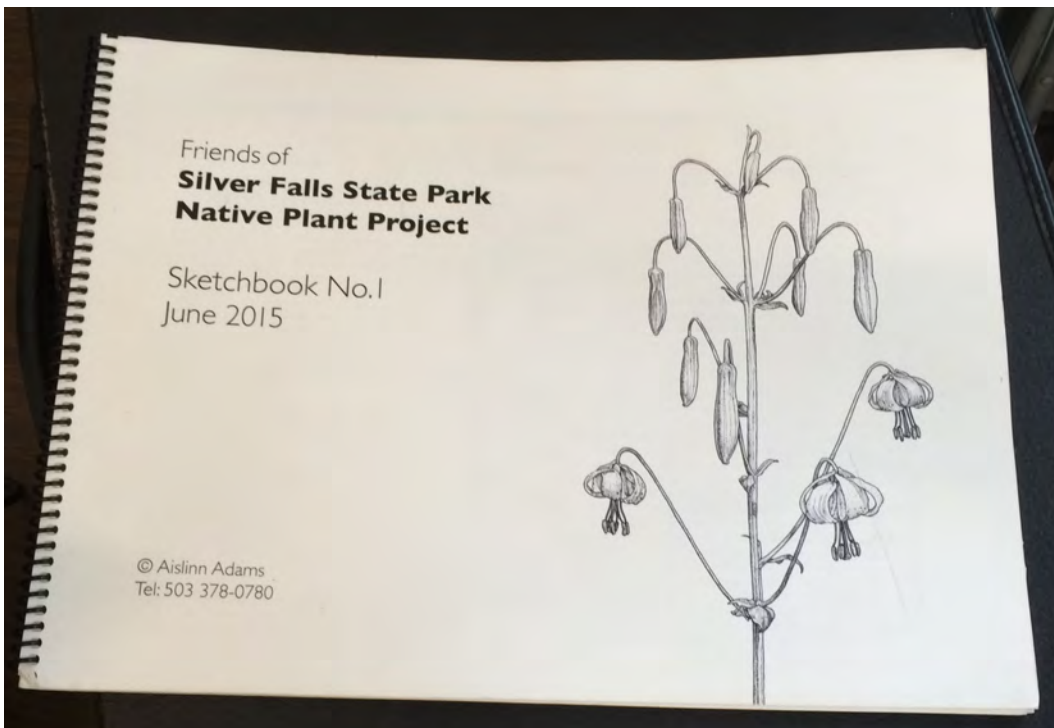 Friends of
Silver Falls State Park
Native Plant Project
Sketchbook No.1
June 2015
© Aislinn Adams
Tel: 503 378-0780